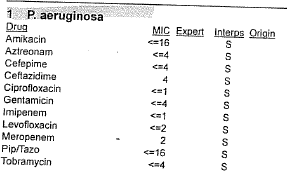 1 P. aeruginosa
Drug MIC Expert Interps Origin
Amikacin <=16 S
Aztreonam <=4 S
Cefepime <=4 S
Ceftazidime 4 S
Ciprofloxacin <=1 S
Gentamicin <=4 S
Imipenem <=1 S
Levofloxacin <=2 S
Meropenem 2 S
Pip/Tazo <=16 S
Tobramycin <=4 S